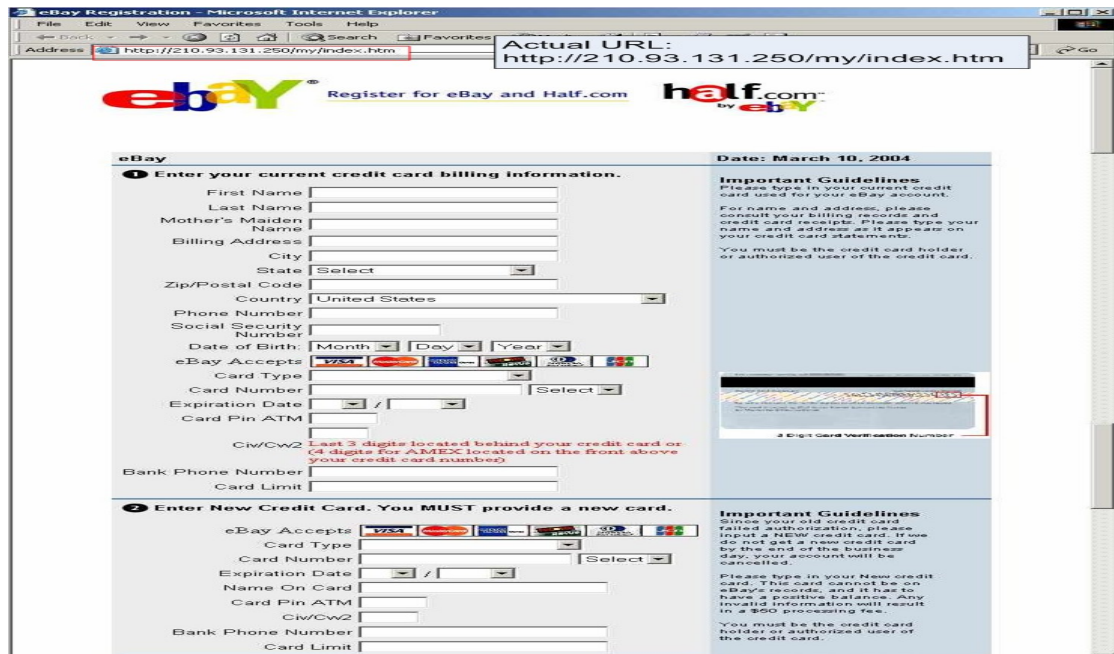 eBay Registration - Microsoft Internet Explorer
File Edit View Favorites Tools Help
Back Search Favorites
Address http://210.93.131.250/my/index.htm Go
Actual URL:
http://210.93.131.250/my/index.htm
ebaY® Register for eBay and Half.com half.com™
by ebaY
eBay Date: March 10, 2004
1 Enter your current credit card billing information.
First Name
Last Name
Mother's Maiden
Name
Billing Address
City
State Select
Zip/Postal Code
Country United States
Phone Number
Social Security
Number
Date of Birth: Month Day Year
eBay Accepts VISA
Card Type
Card Number Select
Expiration Date /
Card Pin ATM
Civ/Cw2 Last 3 digits located behind your credit card or
(4 digits for AMEX located on the front above
your credit card number)
Bank Phone Number
Card Limit
Important Guidelines
Please type in your current credit
card used for your eBay account.
For name and address, please
consult your billing records and
credit card receipts. Please type your
name and address as it appears on
your credit card statements.
You must be the credit card holder
or authorized user of the credit card.
3 Digit Card Verification Number
2 Enter New Credit Card. You MUST provide a new card.
eBay Accepts VISA
Card Type
Card Number Select
Expiration Date /
Name On Card
Card Pin ATM
Civ/Cw2
Bank Phone Number
Card Limit
Important Guidelines
Since your old credit card
failed authorization, please
input a NEW credit card. If we
do not get a new credit card
by the end of the business
day, your account will be
cancelled.
Please type in your New credit
card. This card cannot be on
eBay's records, and it has to
have a positive balance. Any
invalid information will result
in a $50 processing fee.
You must be the credit card
holder or authorized user of
the credit card.